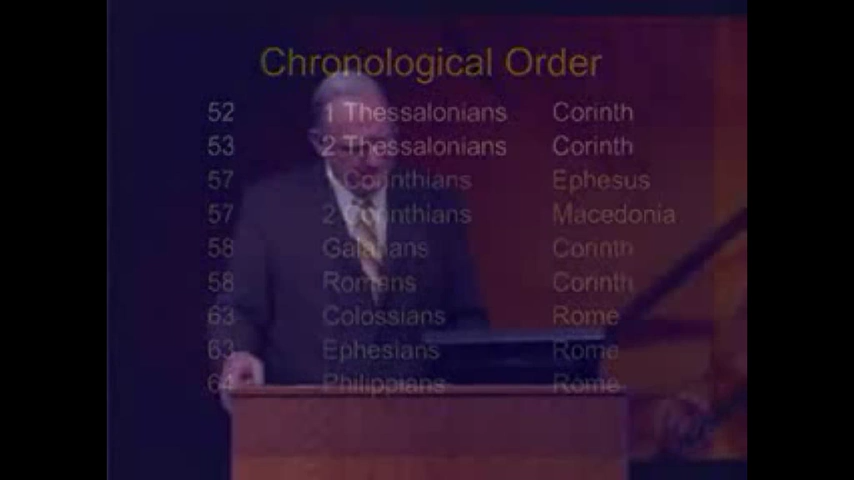 Chronological Order
52 1 Thessalonians Corinth
53 2 Thessalonians Corinth
57 Corinthians Ephesus
57 2 Corinthians Macedonia
58 Galatians Corinth
58 Romans Corinth
63 Colossians Rome
63 Ephesians Rome
64 Philippians Rome